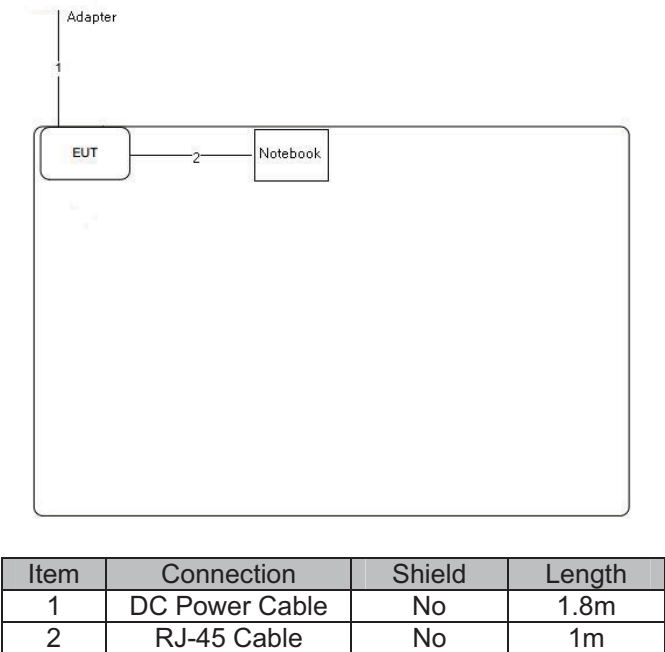 Adapter
1
EUT
2
Notebook
Item Connection Shield Length
1 DC Power Cable No 1.8m
2 RJ-45 Cable No 1m